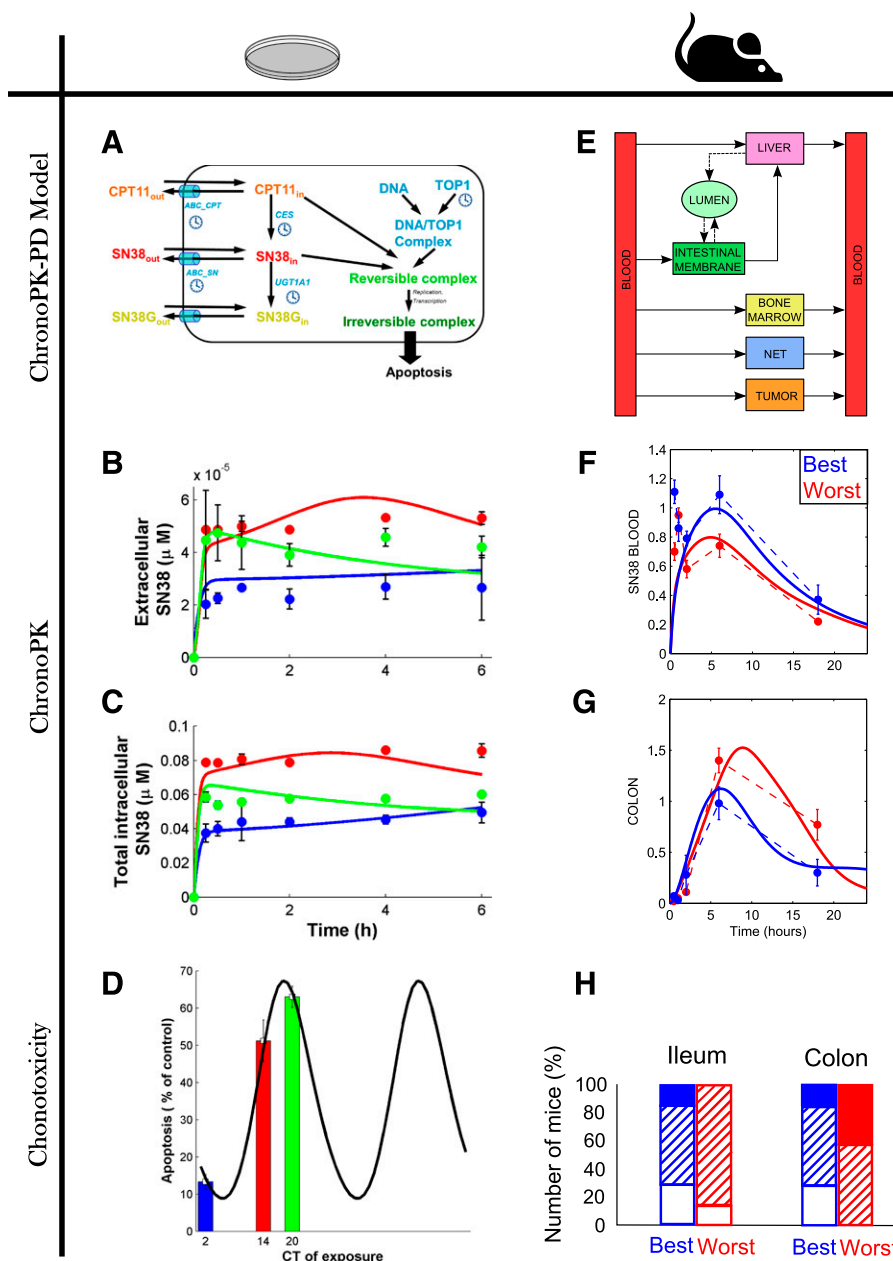 ChronoPK-PD Model
A
CPT11out
ABC_CPT
CPT11in
CES
SN38out
ABC_SN
SN38in
UGT1A1
SN38Gout
SN38Gin
DNA
TOP1
DNA/TOP1
Complex
Reversible complex
Replication,
Transcription
Irreversible complex
Apoptosis
E
BLOOD
LIVER
LUMEN
INTESTINAL
MEMBRANE
BONE
MARROW
NET
TUMOR
BLOOD
ChronoPK
B
x 10-5
Extracellular
SN38 (μ M)
6
4
2
0
0 2 4 6
F
Best
Worst
SN38 BLOOD
1.4
1.2
1
0.8
0.6
0.4
0.2
0
0 5 10 15 20
C
Total intracellular
SN38 (μ M)
0.1
0.08
0.06
0.04
0.02
0
0 2 4 6
Time (h)
G
COLON
2
1.5
1
0.5
0
0 5 10 15 20
Time (hours)
Chonotoxicity
D
Apoptosis ( % of control)
70
60
50
40
30
20
10
0
2 14 20
CT of exposure
H
Number of mice (%)
Ileum Colon
100
80
60
40
20
0
Best Worst Best Worst